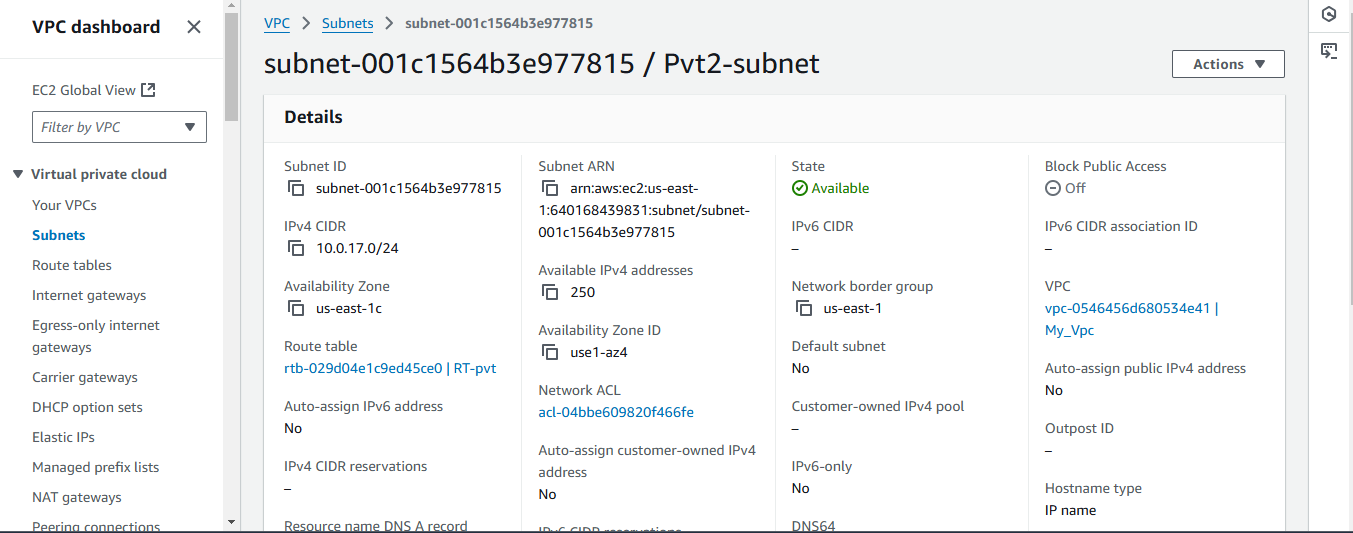 VPC dashboard
EC2 Global View
Filter by VPC
Virtual private cloud
Your VPCs
Subnets
Route tables
Internet gateways
Egress-only internet
gateways
Carrier gateways
DHCP option sets
Elastic IPs
Managed prefix lists
NAT gateways
Peering connections
VPC > Subnets > subnet-001c1564b3e977815
subnet-001c1564b3e977815 / Pvt2-subnet
Actions
Details
Subnet ID
subnet-001c1564b3e977815
IPv4 CIDR
10.0.17.0/24
Availability Zone
us-east-1c
Route table
rtb-029d04e1c9ed45ce0 | RT-pvt
Auto-assign IPv6 address
No
IPv4 CIDR reservations
–
Resource name DNS A record
Subnet ARN
arn:aws:ec2:us-east-
1:640168439831:subnet/subnet-
001c1564b3e977815
Available IPv4 addresses
250
Availability Zone ID
use1-az4
Network ACL
acl-04bbe609820f466fe
Auto-assign customer-owned IPv4
address
No
IPv6 CIDR reservations
State
Available
IPv6 CIDR
–
Network border group
us-east-1
Default subnet
No
Customer-owned IPv4 pool
–
IPv6-only
No
DNS64
Block Public Access
Off
IPv6 CIDR association ID
–
VPC
vpc-0546456d680534e41 |
My_Vpc
Auto-assign public IPv4 address
No
Outpost ID
–
Hostname type
IP name